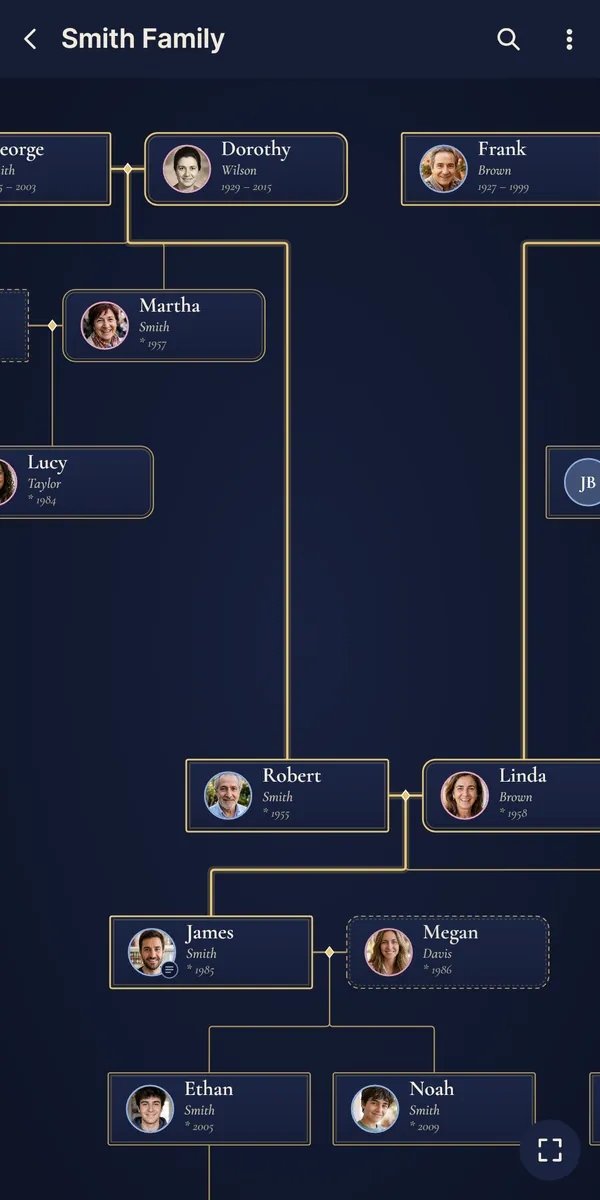 Smith Family
eorge
ith
5 – 2003
Dorothy
Wilson
1929 – 2015
Frank
Brown
1927 – 1999
Martha
Smith
* 1957
Lucy
Taylor
* 1984
JB
Robert
Smith
* 1955
Linda
Brown
* 1958
James
Smith
* 1985
Megan
Davis
* 1986
Ethan
Smith
* 2005
Noah
Smith
* 2009